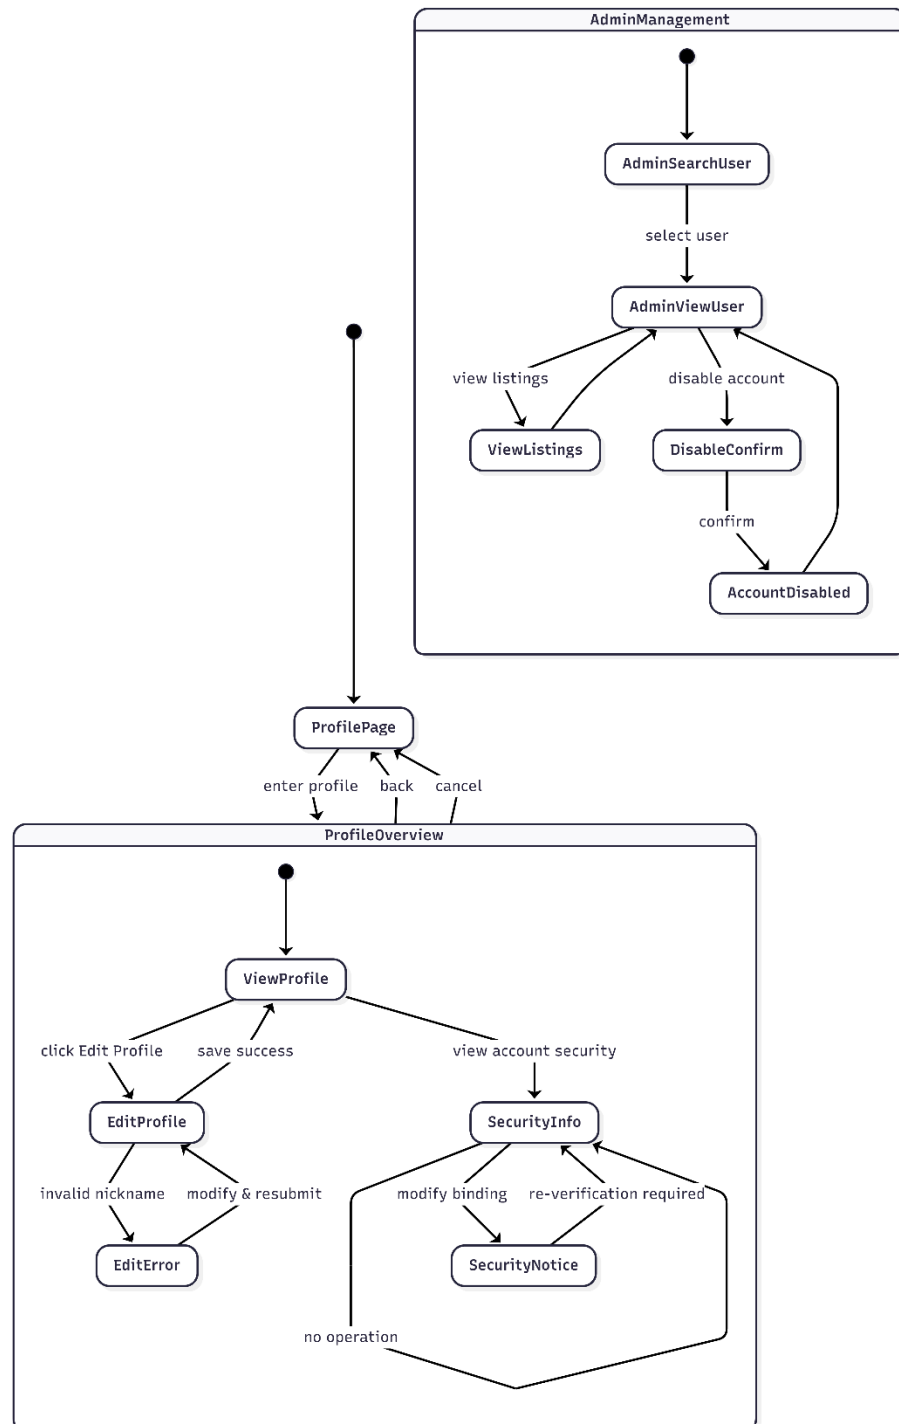 AdminManagement
AdminSearchUser
select user
AdminViewUser
view listings
disable account
ViewListings
DisableConfirm
confirm
AccountDisabled
ProfilePage
enter profile
back
cancel
ProfileOverview
ViewProfile
click Edit Profile
save success
view account security
EditProfile
SecurityInfo
invalid nickname
modify & resubmit
modify binding
re-verification required
EditError
SecurityNotice
no operation